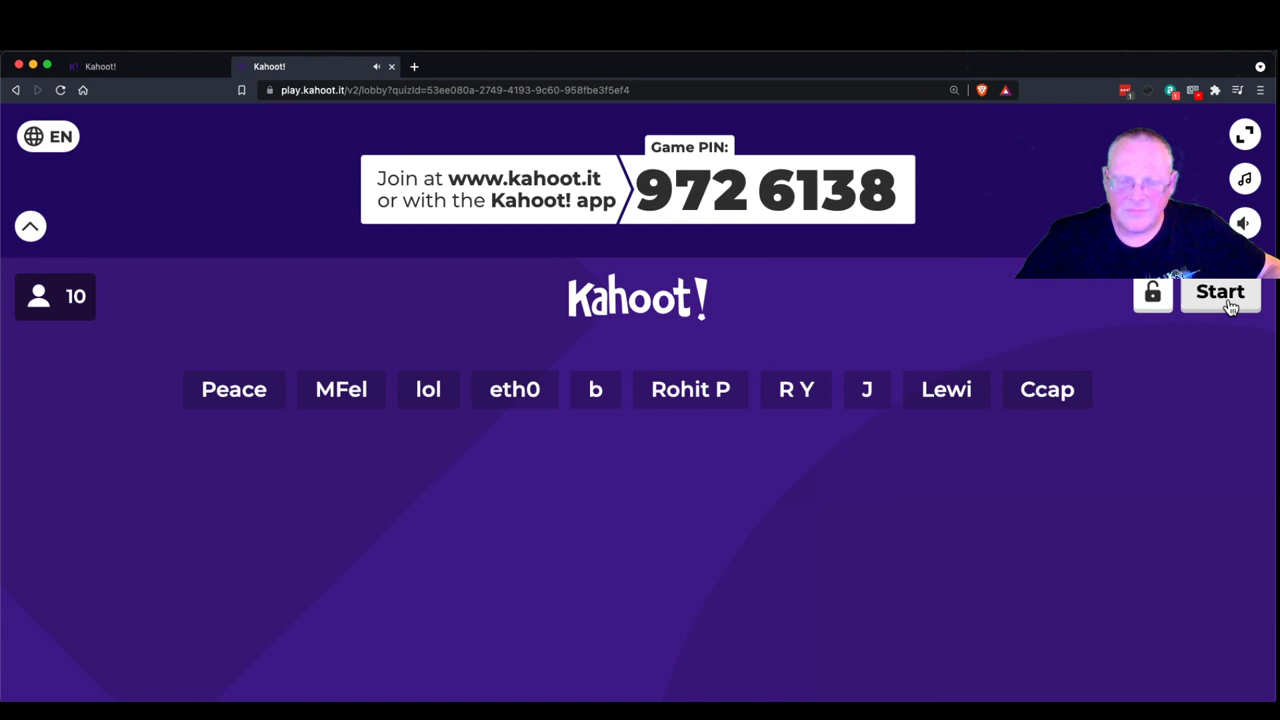 Kahoot!
Kahoot!
play.kahoot.it/v2/lobby?quizId=53ee080a-2749-4193-9c60-958fbe3f5ef4
EN
Game PIN:
Join at www.kahoot.it
or with the Kahoot! app
972 6138
10
Kahoot!
Start
Peace
MFel
lol
eth0
b
Rohit P
R Y
J
Lewi
Ccap